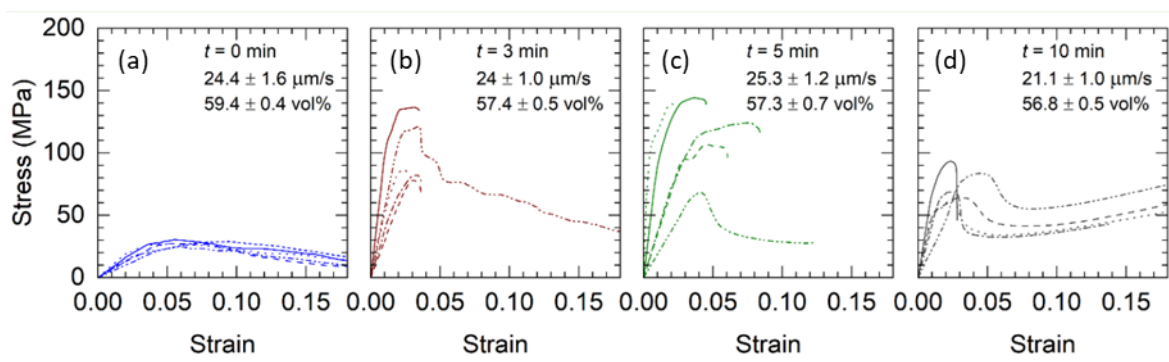 200
150
100
50
0
Stress (MPa)
(a)
t = 0 min
24.4 ± 1.6 μm/s
59.4 ± 0.4 vol%
0.00 0.05 0.10 0.15
Strain
(b)
t = 3 min
24 ± 1.0 μm/s
57.4 ± 0.5 vol%
0.00 0.05 0.10 0.15
Strain
(c)
t = 5 min
25.3 ± 1.2 μm/s
57.3 ± 0.7 vol%
0.00 0.05 0.10 0.15
Strain
(d)
t = 10 min
21.1 ± 1.0 μm/s
56.8 ± 0.5 vol%
0.00 0.05 0.10 0.15
Strain